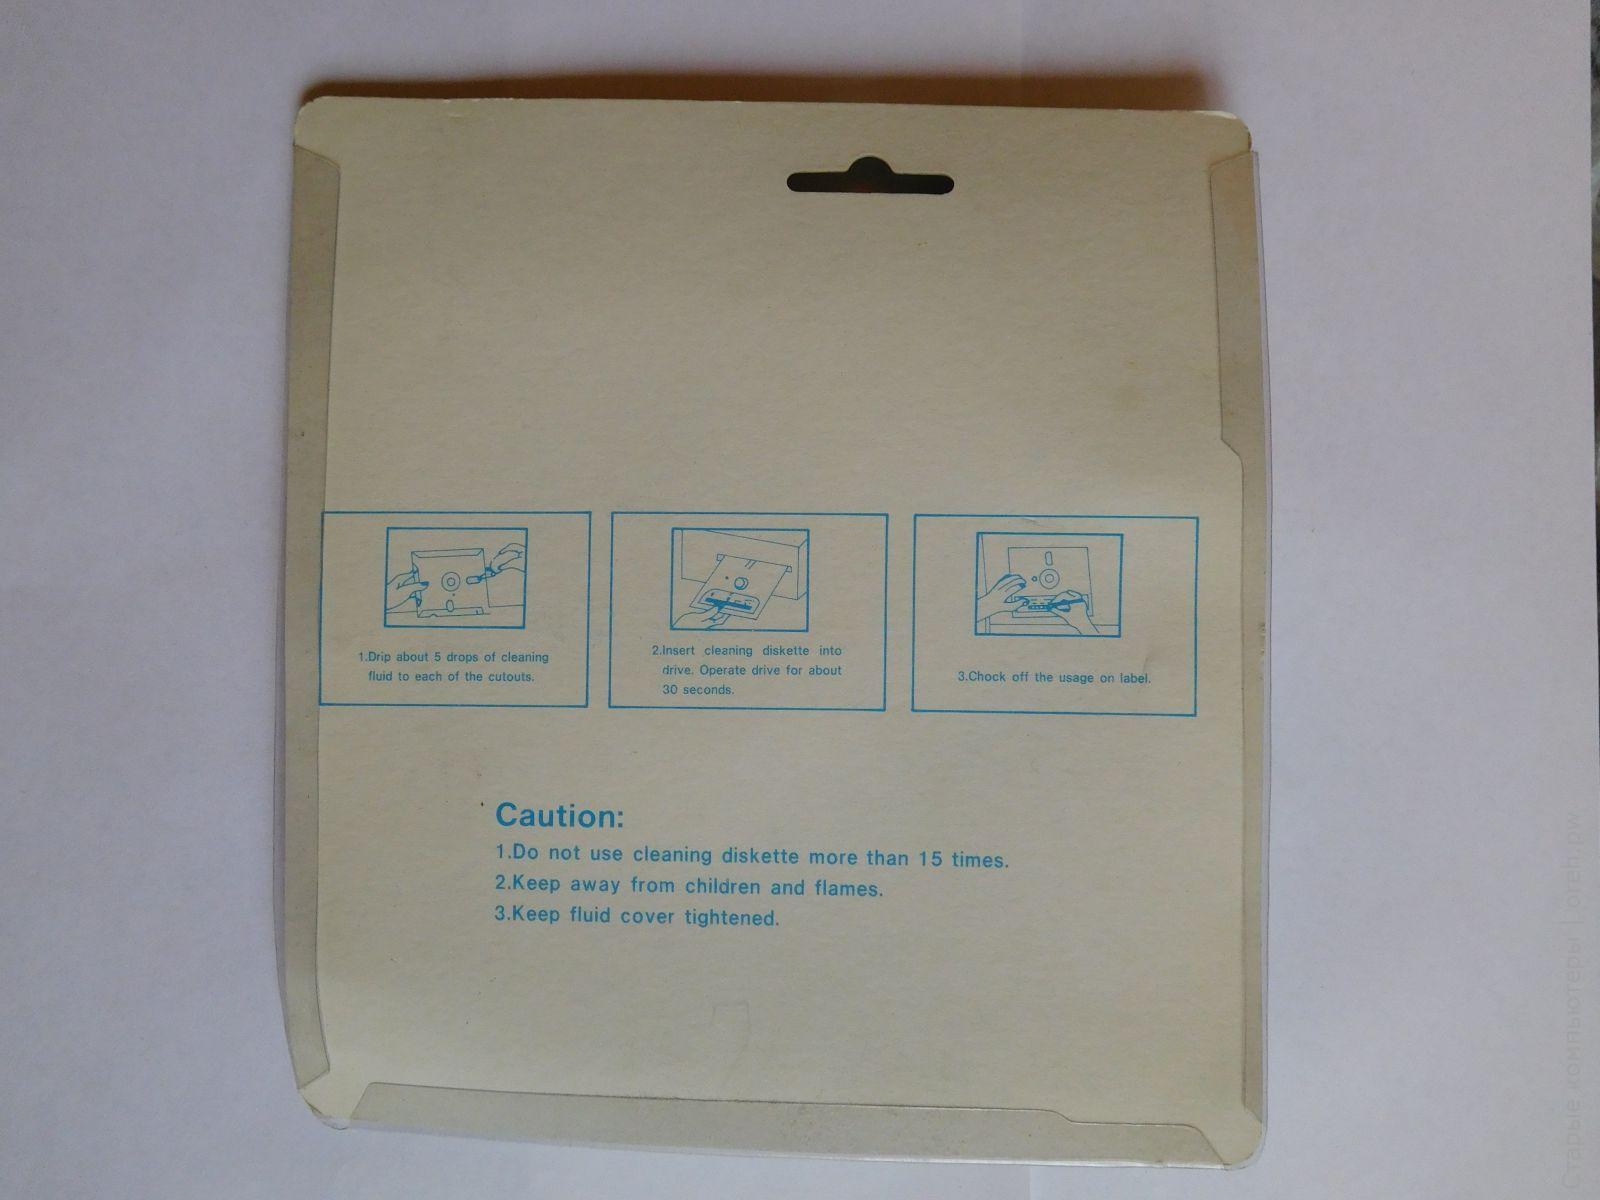 1.Drip about 5 drops of cleaning
fluid to each of the cutouts.
2.Insert cleaning diskette into
drive. Operate drive for about
30 seconds.
3.Chock off the usage on label.
Caution:
1.Do not use cleaning diskette more than 15 times.
2.Keep away from children and flames.
3.Keep fluid cover tightened.
Старые компьютеры |